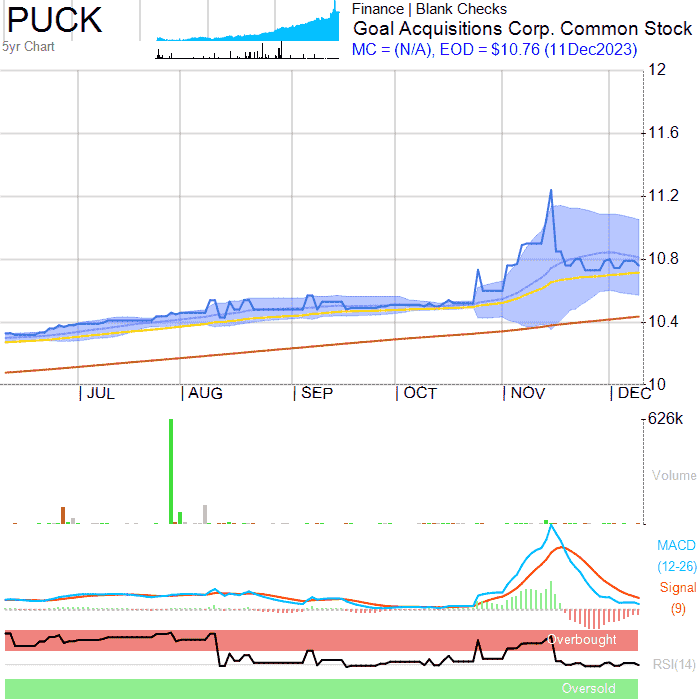 PUCK
5yr Chart
Finance | Blank Checks
Goal Acquisitions Corp. Common Stock
MC = (N/A), EOD = $10.76 (11Dec2023)
12
11.6
11.2
10.8
10.4
10
JUL
AUG
SEP
OCT
NOV
DEC
626k
Volume
MACD
(12-26)
Signal
(9)
Overbought
RSI(14)
Oversold